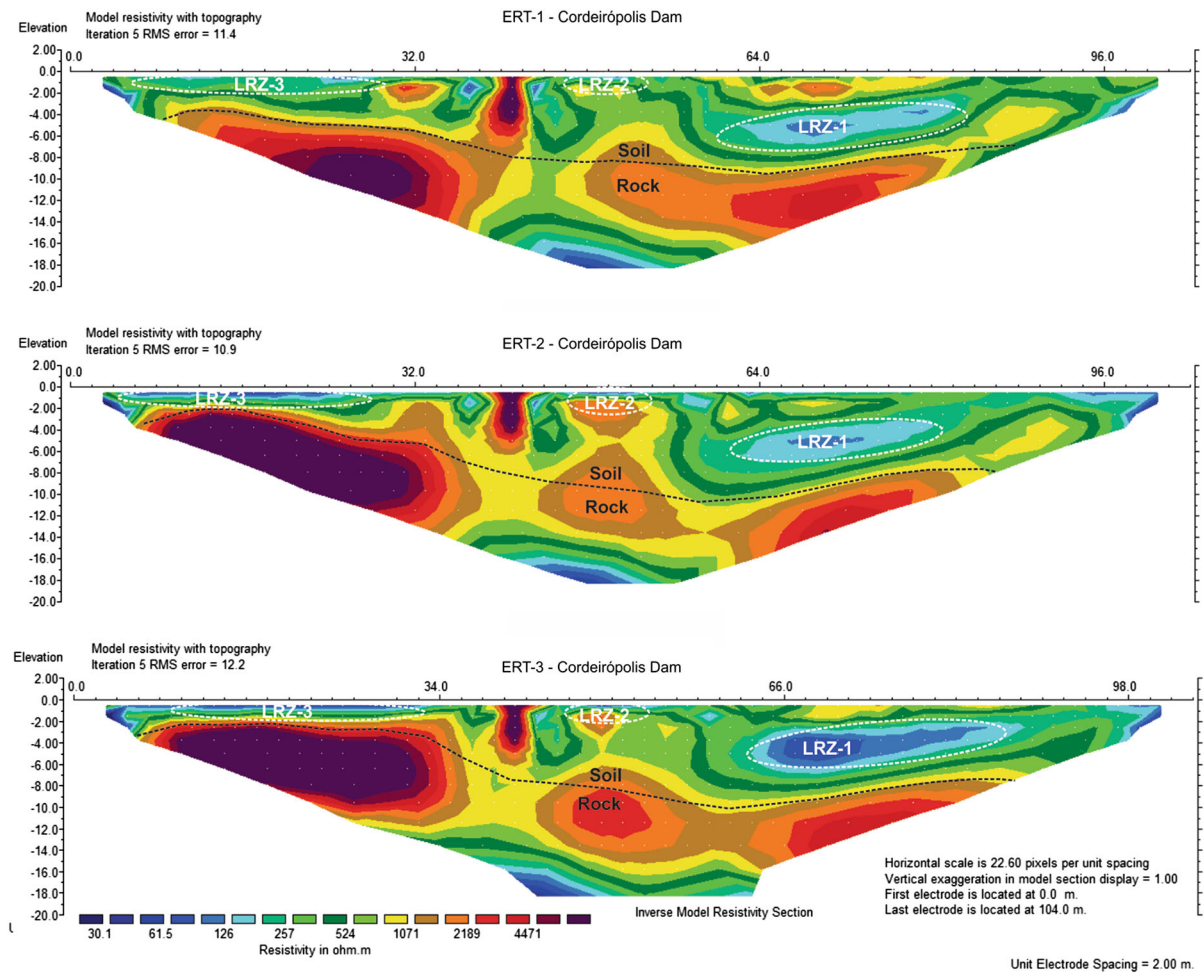 ERT-1 - Cordeirópolis Dam
Model resistivity with topography
Elevation
Iteration 5 RMS error = 11.4
2.00
0.0 32.0 64.0 96.0
0.0
-2.00
-4.00
-6.00
-8.00
-10.0
-12.0
-14.0
-16.0
-18.0
-20.0
LRZ-3
LRZ-2
LRZ-1
Soil
Rock
Model resistivity with topography
Elevation
Iteration 5 RMS error = 10.9
ERT-2 - Cordeirópolis Dam
2.00
0.0 32.0 64.0 96.0
0.0
-2.00
-4.00
-6.00
-8.00
-10.0
-12.0
-14.0
-16.0
-18.0
-20.0
LRZ-3
LRZ-2
LRZ-1
Soil
Rock
Model resistivity with topography
Elevation
Iteration 5 RMS error = 12.2
ERT-3 - Cordeirópolis Dam
2.00
0.0 34.0 66.0 98.0
0.00
-2.00
-4.00
-6.00
-8.00
-10.0
-12.0
-14.0
-16.0
-18.0
-20.0
LRZ-3
LRZ-2
LRZ-1
Soil
Rock
Horizontal scale is 22.60 pixels per unit spacing
Vertical exaggeration in model section display = 1.00
First electrode is located at 0.0 m.
Last electrode is located at 104.0 m.
Inverse Model Resistivity Section
30.1 61.5 126 257 524 1071 2189 4471
Resistivity in ohm.m
Unit Electrode Spacing = 2.00 m.